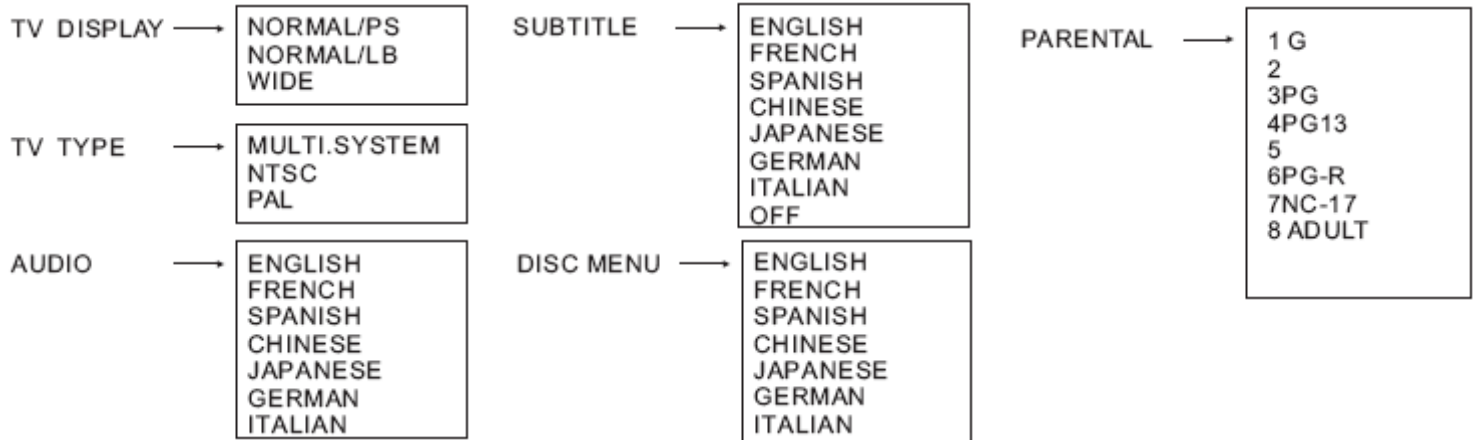 TV DISPLAY
NORMAL/PS
NORMAL/LB
WIDE
TV TYPE
MULTI.SYSTEM
NTSC
PAL
AUDIO
ENGLISH
FRENCH
SPANISH
CHINESE
JAPANESE
GERMAN
ITALIAN
SUBTITLE
ENGLISH
FRENCH
SPANISH
CHINESE
JAPANESE
GERMAN
ITALIAN
OFF
DISC MENU
ENGLISH
FRENCH
SPANISH
CHINESE
JAPANESE
GERMAN
ITALIAN
PARENTAL
1 G
2
3PG
4PG13
5
6PG-R
7NC-17
8 ADULT